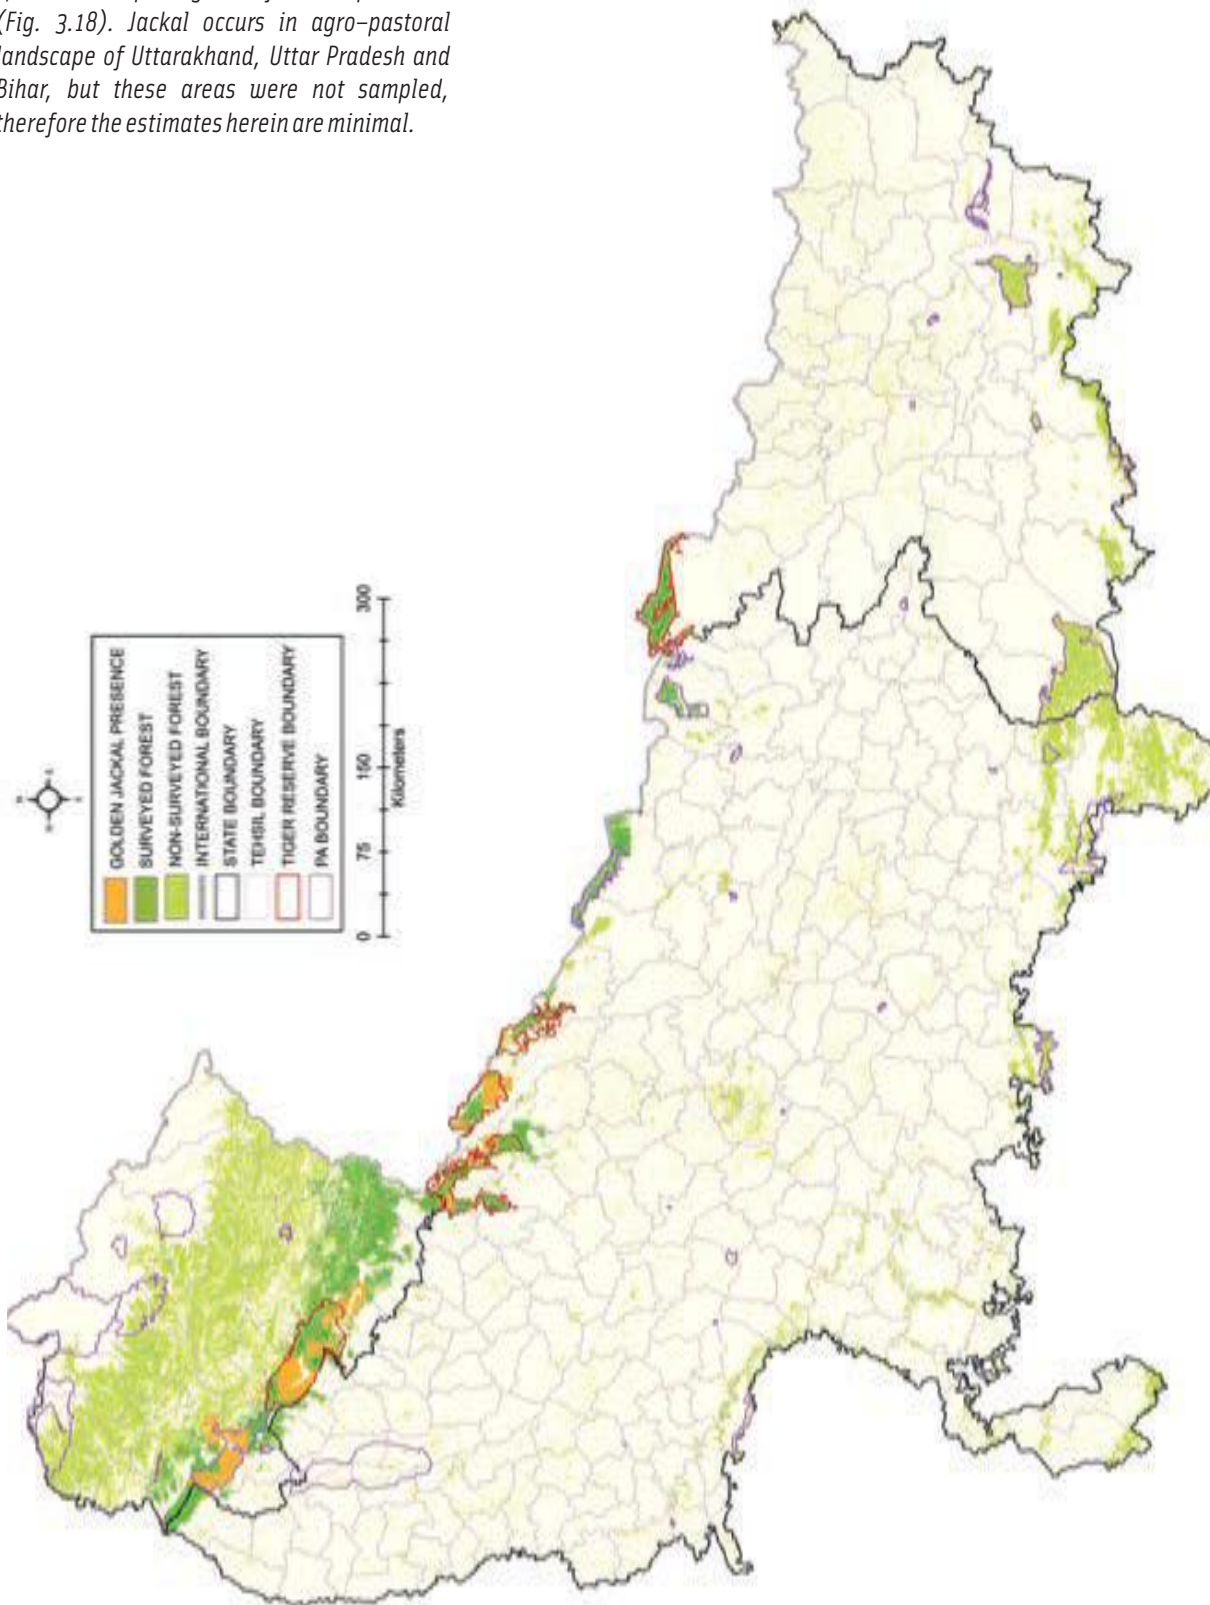 (Fig. 3.18). Jackal occurs in agro-pastoral
landscape of Uttarakhand, Uttar Pradesh and
Bihar, but these areas were not sampled,
therefore the estimates herein are minimal.
GOLDEN JACKAL PRESENCE
SURVEYED FOREST
NON-SURVEYED FOREST
INTERNATIONAL BOUNDARY
STATE BOUNDARY
TEHSIL BOUNDARY
TIGER RESERVE BOUNDARY
PA BOUNDARY
0 75 150 300
Kilometers